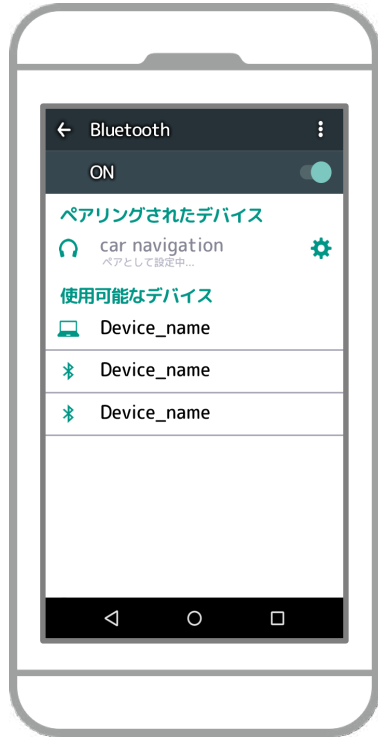 Bluetooth
ON
ペアリングされたデバイス
car navigation
ペアとして設定中...
使用可能なデバイス
Device_name
Device_name
Device_name